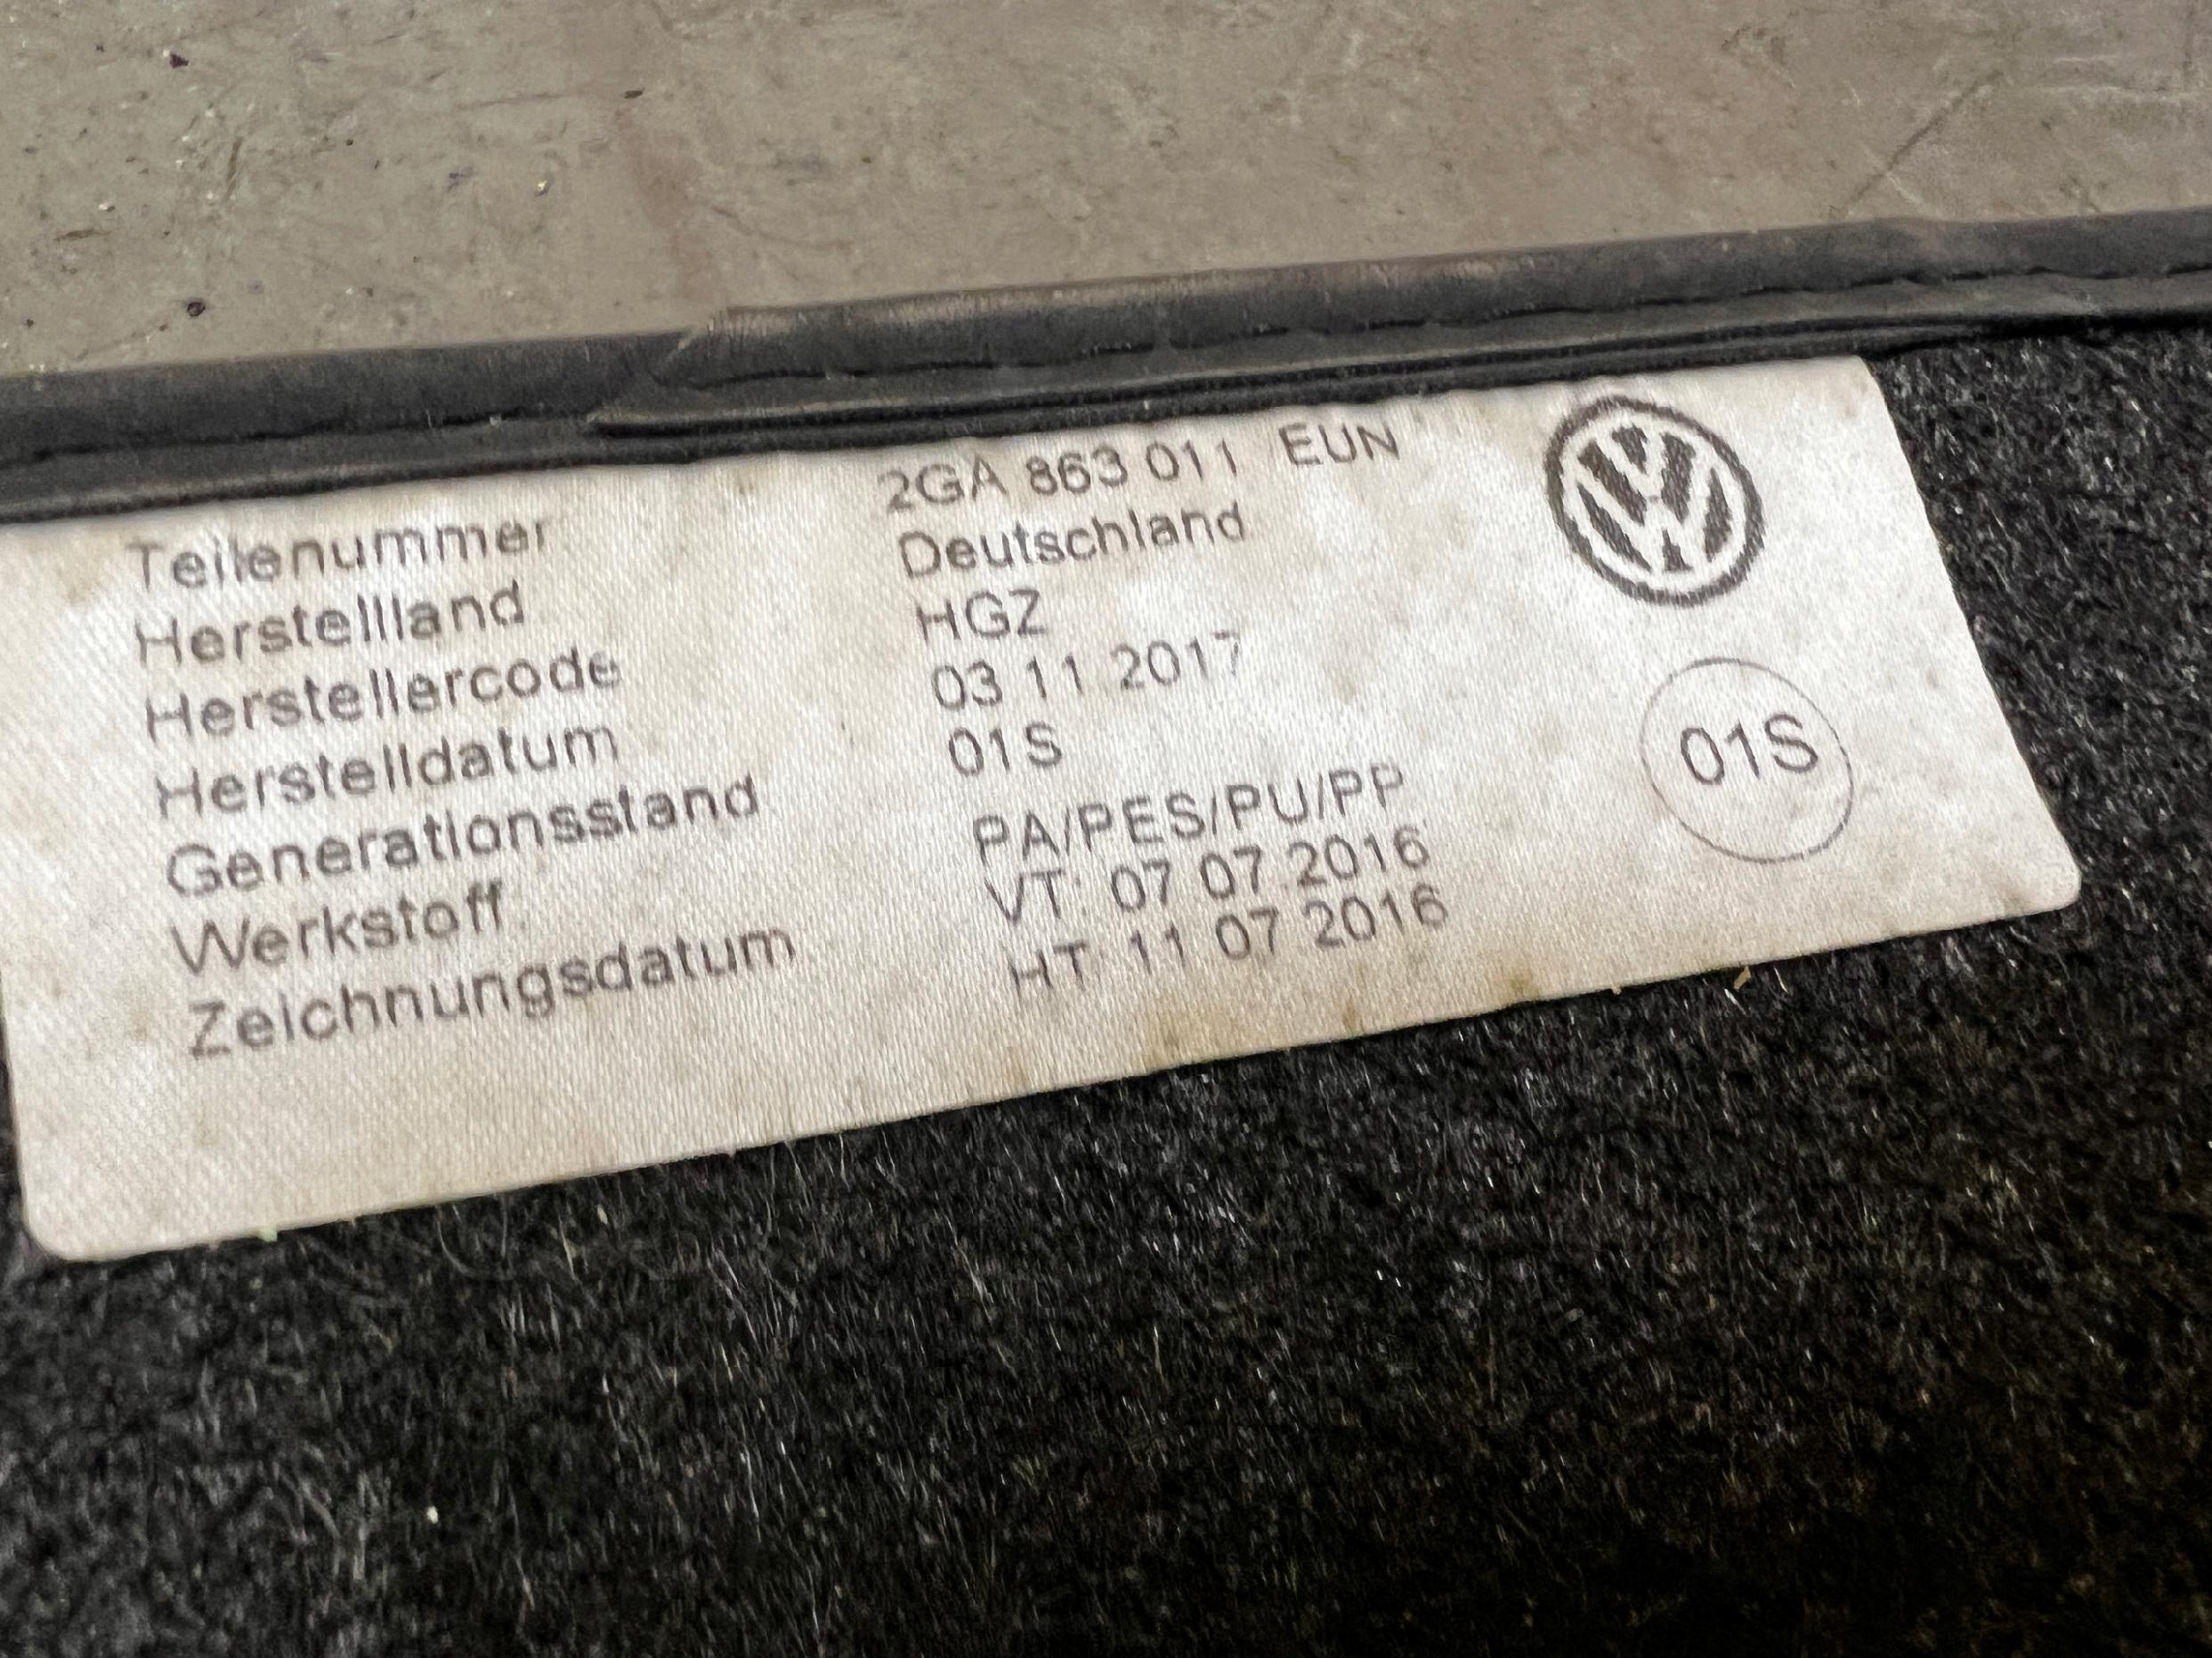 Teilenummer 2GA 863 011 EUN
Herstellland Deutschland
Herstellercode HGZ
Herstelldatum 03.11.2017
Generationsstand 01S
Werkstoff PA/PES/PU/PP
Zeichnungsdatum VT: 07.07.2016
HT: 11.07.2016
01S